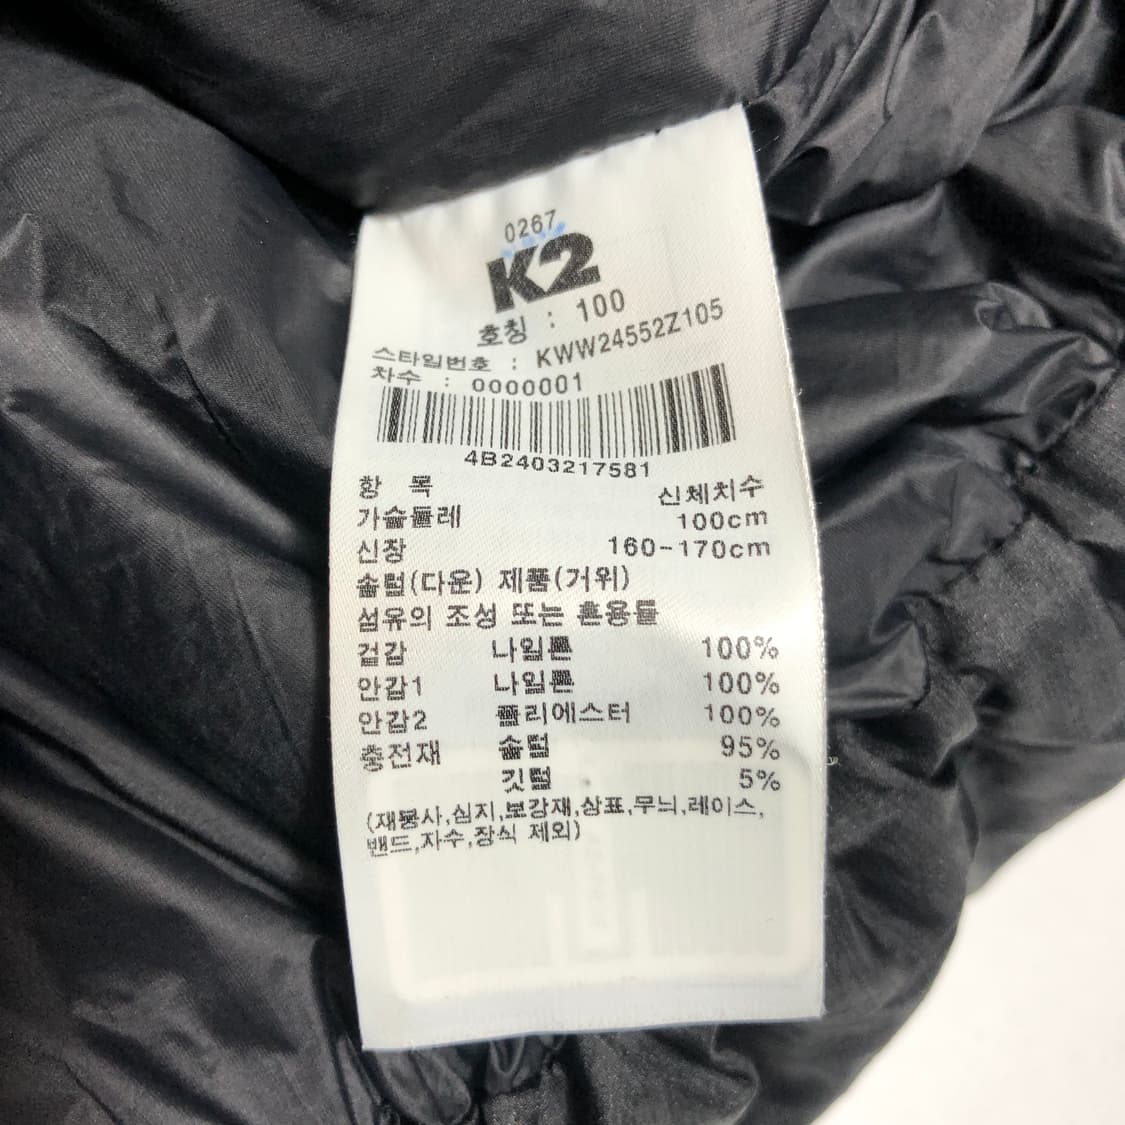 0267
K2
호칭 : 100
스타일번호 : KWW24552Z105
차수 : 0000001
4B2403217581
항 목 신체치수
가슴둘레 100cm
신장 160-170cm
솜털(다운) 제품(거위)
섬유의 조성 또는 혼용률
겉감 나일론 100%
안감1 나일론 100%
안감2 폴리에스터 100%
충전재 솜털 95%
깃털 5%
(재봉사,심지,보강재,상표,무늬,레이스,
밴드,자수,장식 제외)